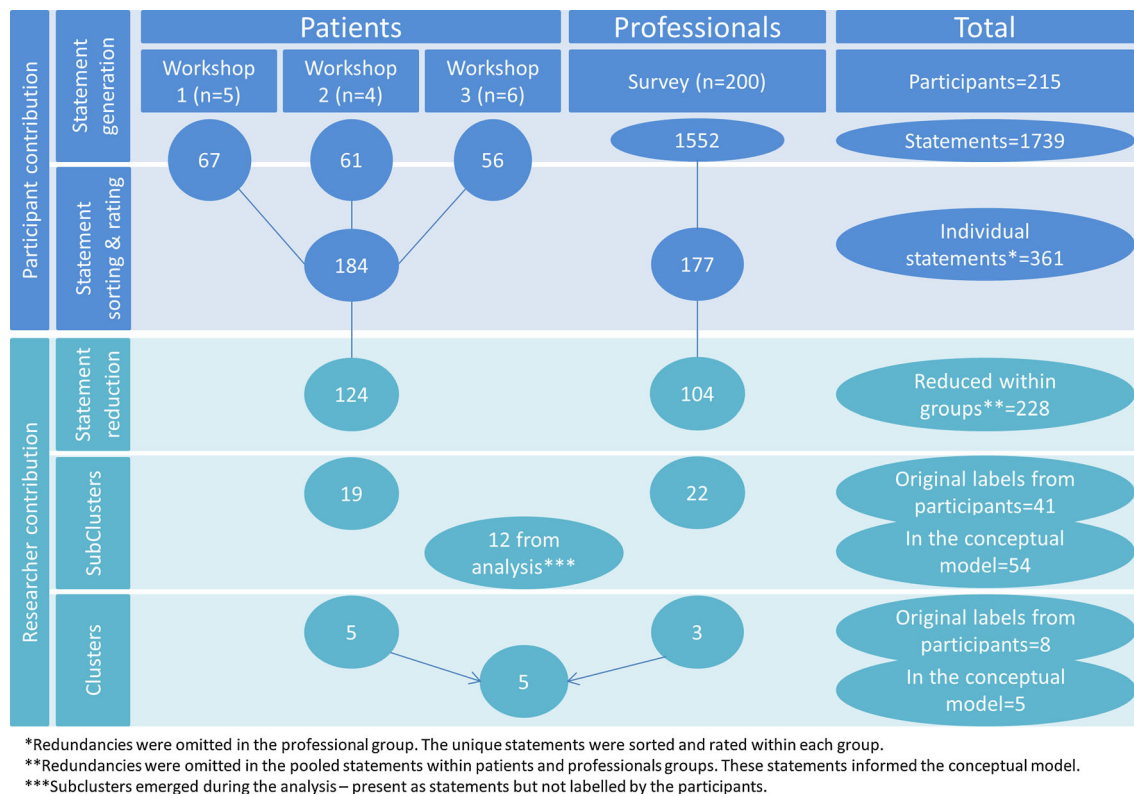 Patients
Professionals
Total
Participant contribution
Statement
generation
Workshop
1 (n=5)
Workshop
2 (n=4)
Workshop
3 (n=6)
Survey (n=200)
Participants=215
67
61
56
1552
Statements=1739
Statement
sorting & rating
184
177
Individual
statements*=361
Researcher contribution
Statement
reduction
124
104
Reduced within
groups**=228
SubClusters
19
22
Original labels from
participants=41
12 from
analysis***
In the conceptual
model=54
Clusters
5
3
Original labels from
participants=8
5
In the conceptual
model=5
*Redundancies were omitted in the professional group. The unique statements were sorted and rated within each group.
**Redundancies were omitted in the pooled statements within patients and professionals groups. These statements informed the conceptual model.
***Subclusters emerged during the analysis – present as statements but not labelled by the participants.